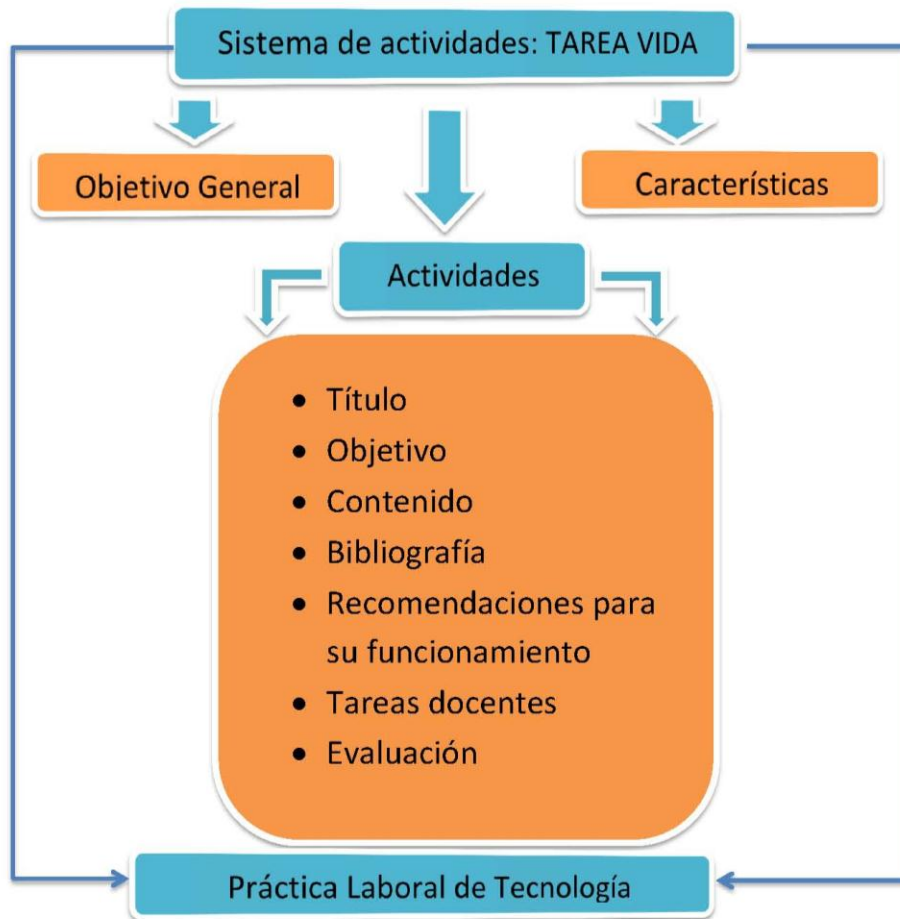 Sistema de actividades: TAREA VIDA
Objetivo General
Características
Actividades
• Título
• Objetivo
• Contenido
• Bibliografía
• Recomendaciones para
su funcionamiento
• Tareas docentes
• Evaluación
Práctica Laboral de Tecnología